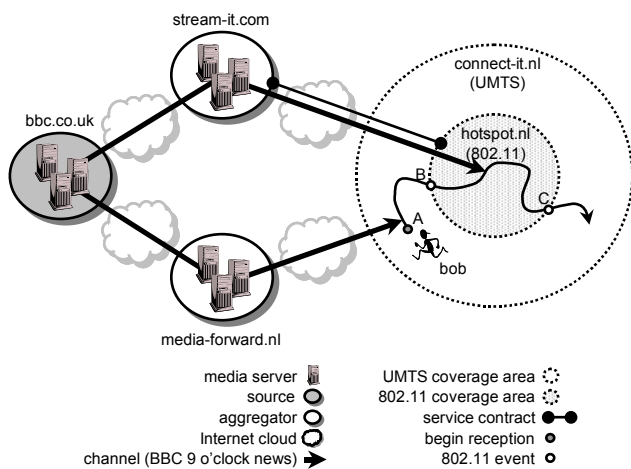 stream-it.com
connect-it.nl
(UMTS)
bbc.co.uk
hotspot.nl
(802.11)
B
C
A
bob
media-forward.nl
media server
source
aggregator
Internet cloud
channel (BBC 9 o'clock news)
UMTS coverage area
802.11 coverage area
service contract
begin reception
802.11 event